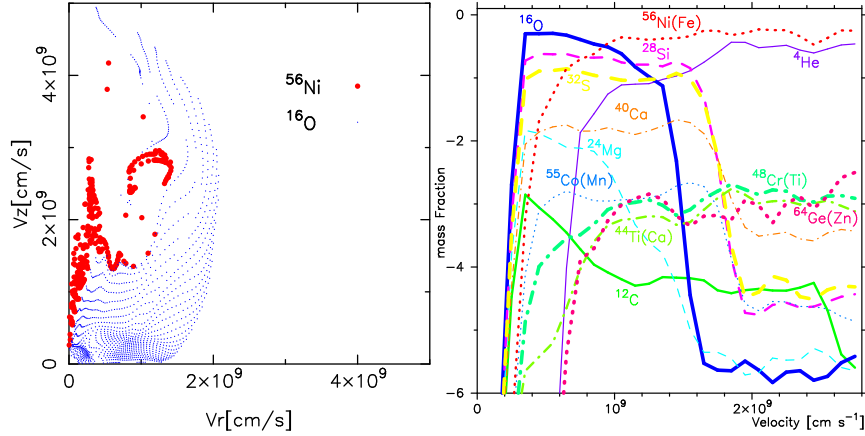 4×10⁹
2×10⁹
0
Vz[cm/s]
⁵⁶Ni
¹⁶O
0
2×10⁹
4×10⁹
Vr[cm/s]
0
−2
−4
−6
mass Fraction
¹⁶O
⁵⁶Ni(Fe)
²⁸Si
⁴He
³²S
⁴⁰Ca
²⁴Mg
⁵⁵Co(Mn)
⁴⁸Cr(Ti)
⁶⁴Ge(Zn)
⁴⁴Ti(Ca)
¹²C
0
10⁹
2×10⁹
Velocity [cm s⁻¹]